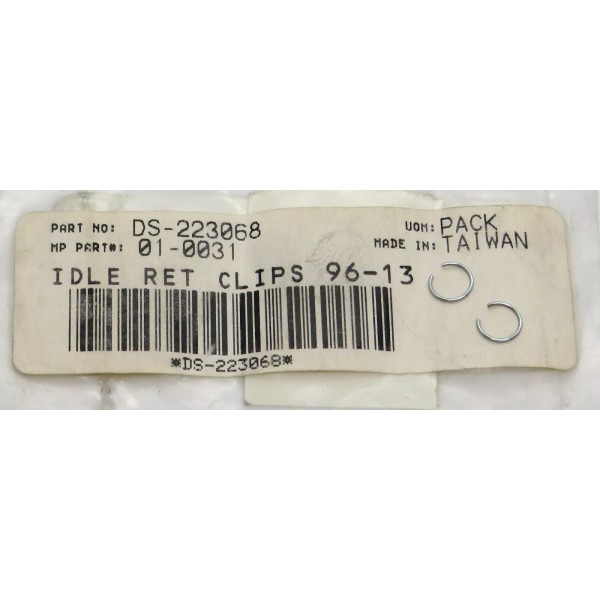 PART NO: DS-223068 UOM: PACK
MP PART#: 01-0031 MADE IN: TAIWAN
IDLE RET CLIPS 96-13
*DS-223068*